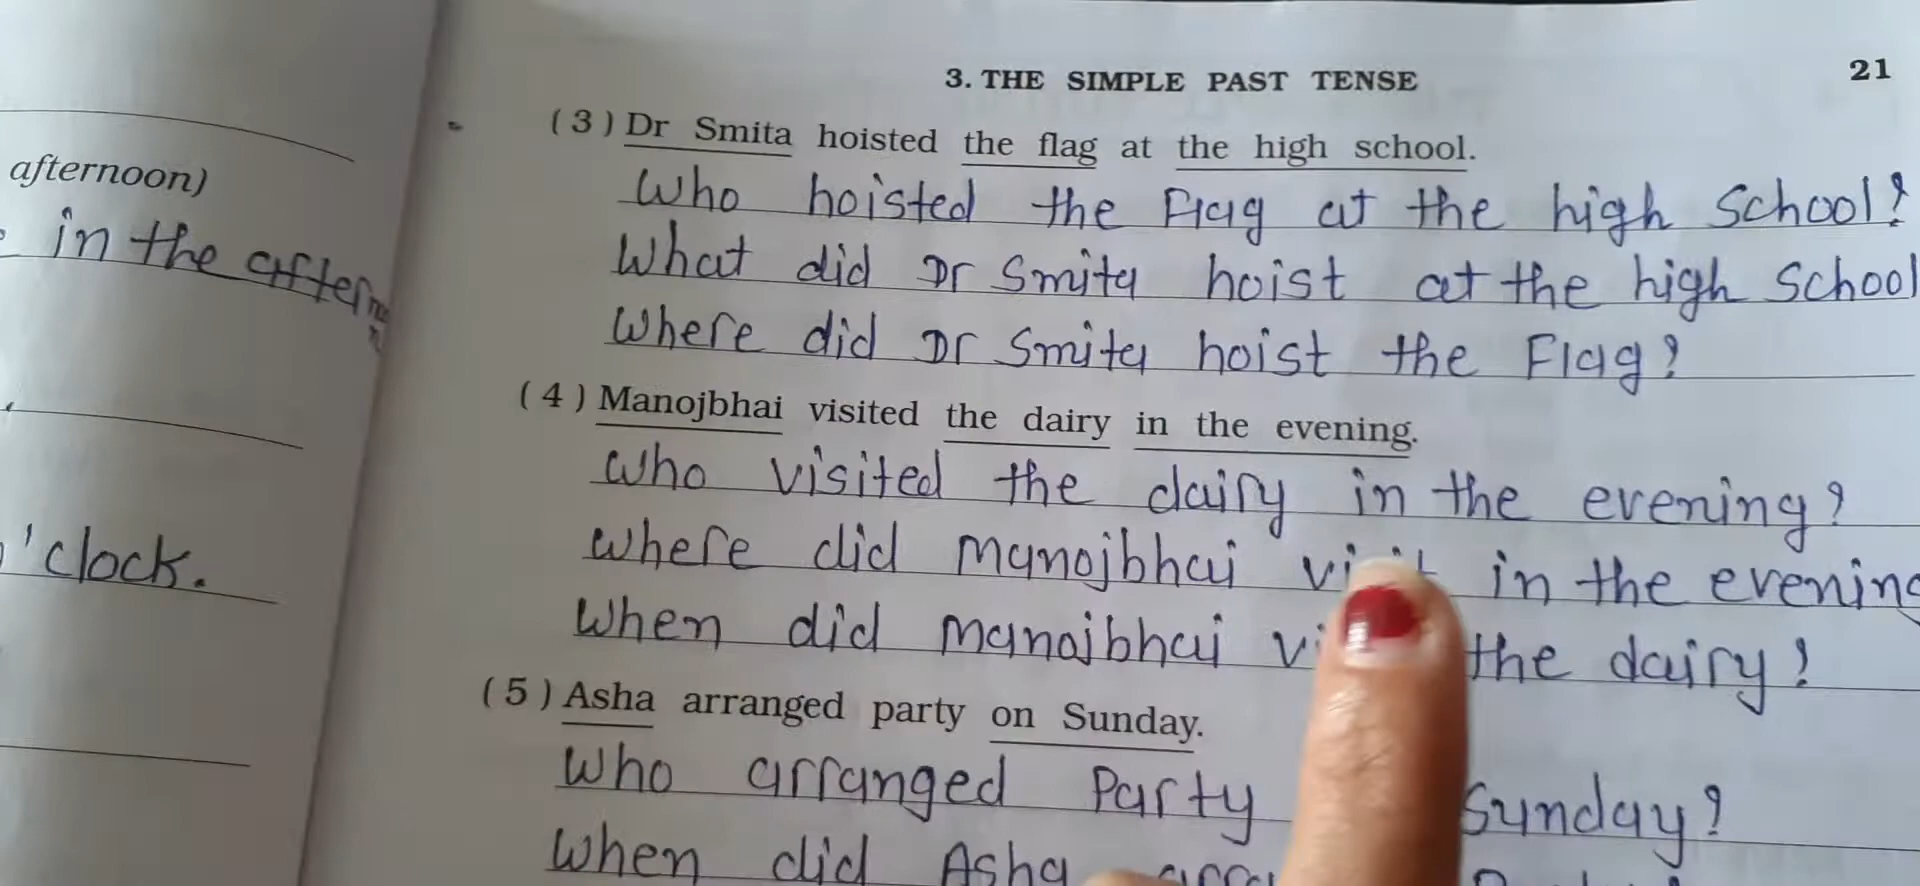 afternoon)
in the aftern
'clock.
3. THE SIMPLE PAST TENSE 21
(3) Dr Smita hoisted the flag at the high school.
Who hoisted the Flag at the high School?
What did Dr Smita hoist at the high School
Where did Dr Smita hoist the Flag?
(4) Manojbhai visited the dairy in the evening.
Who visited the dairy in the evening?
Where did Manojbhai visit in the evening
When did Manojbhai the dairy?
(5) Asha arranged party on Sunday.
Who arranged Party Sunday?
When did Asha